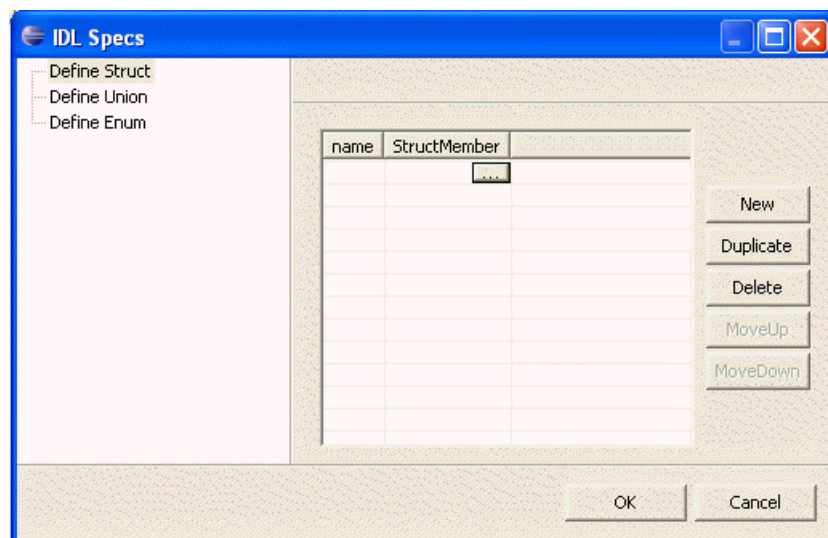 IDL Specs
Define Struct
Define Union
Define Enum
name StructMember
...
New
Duplicate
Delete
MoveUp
MoveDown
OK Cancel